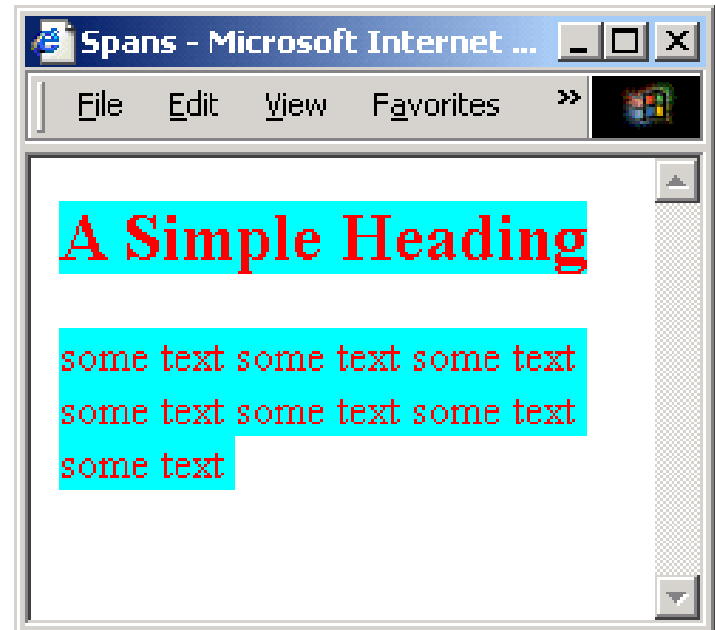 Spans - Microsoft Internet ...
File Edit View Favorites »
A Simple Heading
some text some text some text
some text some text some text
some text